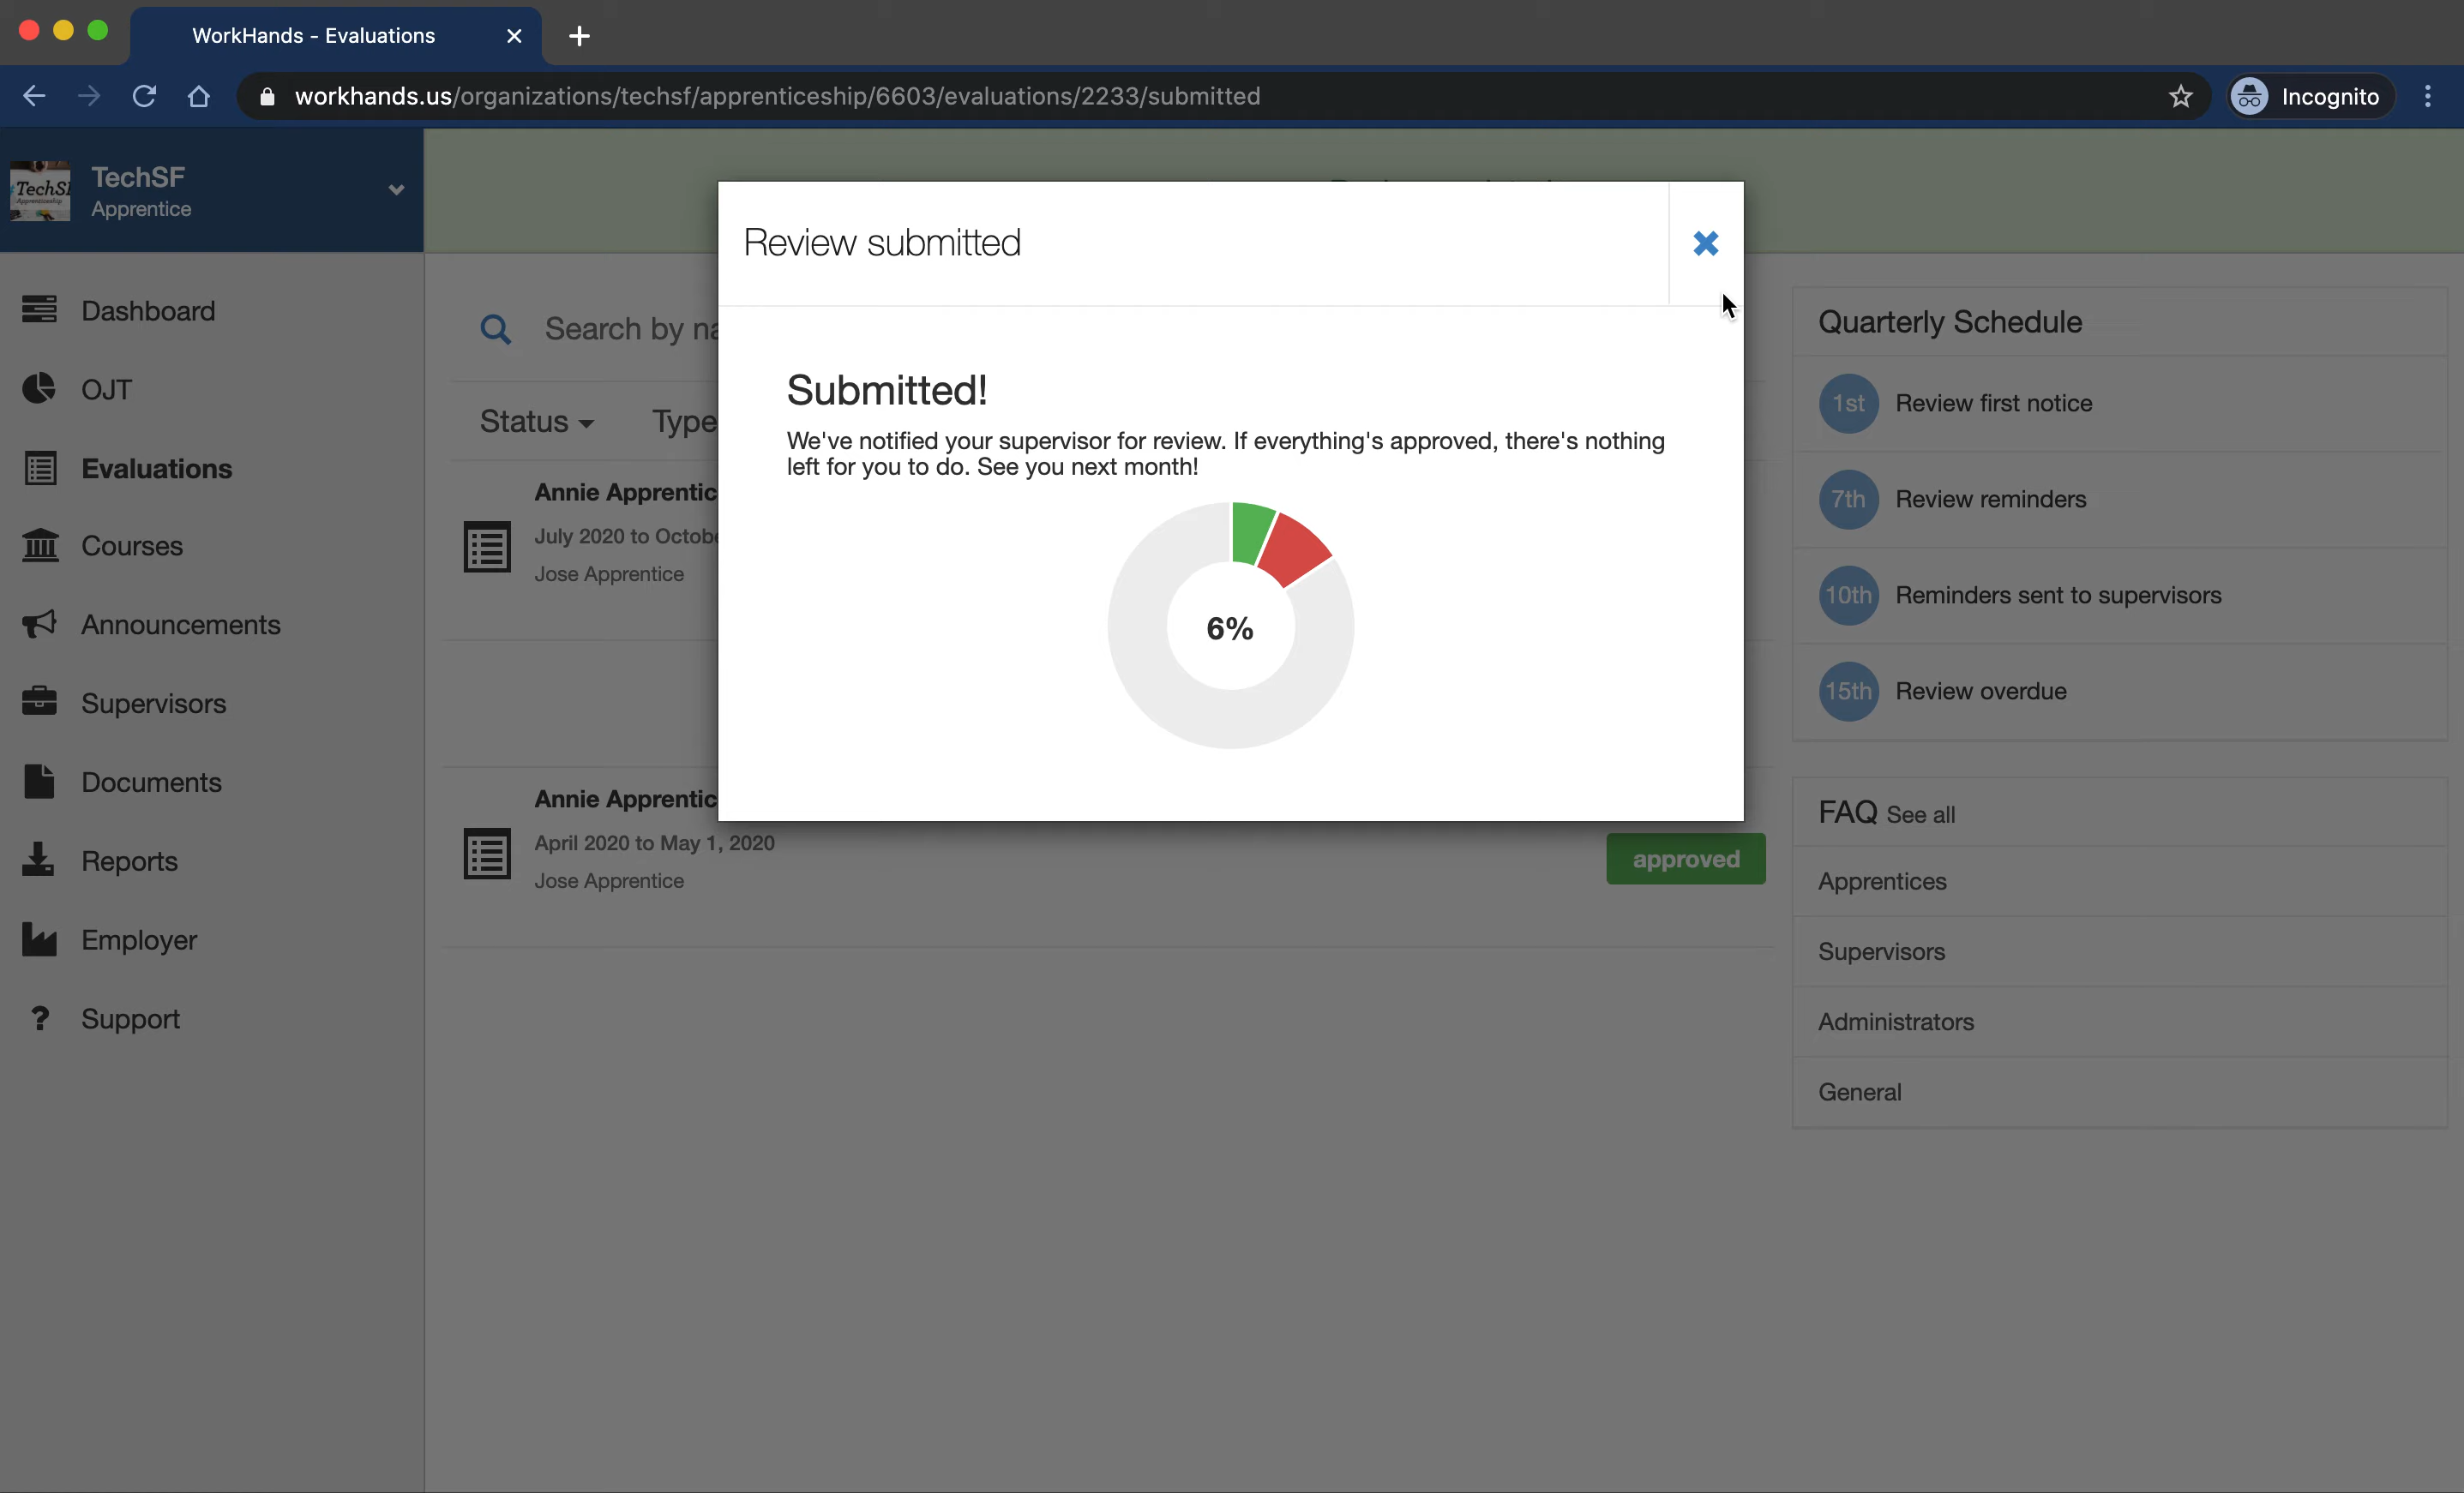 WorkHands - Evaluations
workhands.us/organizations/techsf/apprenticeship/6603/evaluations/2233/submitted
Incognito
TechSF
Apprentice
Dashboard
OJT
Evaluations
Courses
Announcements
Supervisors
Documents
Reports
Employer
Support
Search by
Status
Type
Annie
July 2020 to
Jose Apprentice
Annie
April 2020 to May 1, 2020
Jose Apprentice
approved
Review submitted
Submitted!
We've notified your supervisor for review. If everything's approved, there's nothing
left for you to do. See you next month!
6%
Quarterly Schedule
1st Review first notice
7th Review reminders
10th Reminders sent to supervisors
15th Review overdue
FAQ See all
Apprentices
Supervisors
Administrators
General